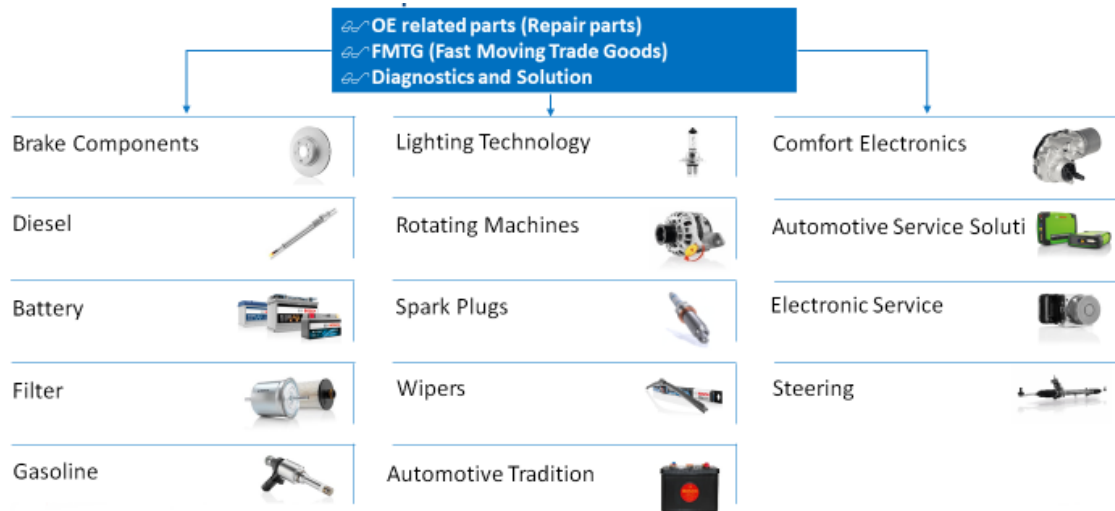 OE related parts (Repair parts)
FMTG (Fast Moving Trade Goods)
Diagnostics and Solution
Brake Components
Diesel
Battery
Filter
Gasoline
Lighting Technology
Rotating Machines
Spark Plugs
Wipers
Automotive Tradition
Comfort Electronics
Automotive Service Soluti
Electronic Service
Steering